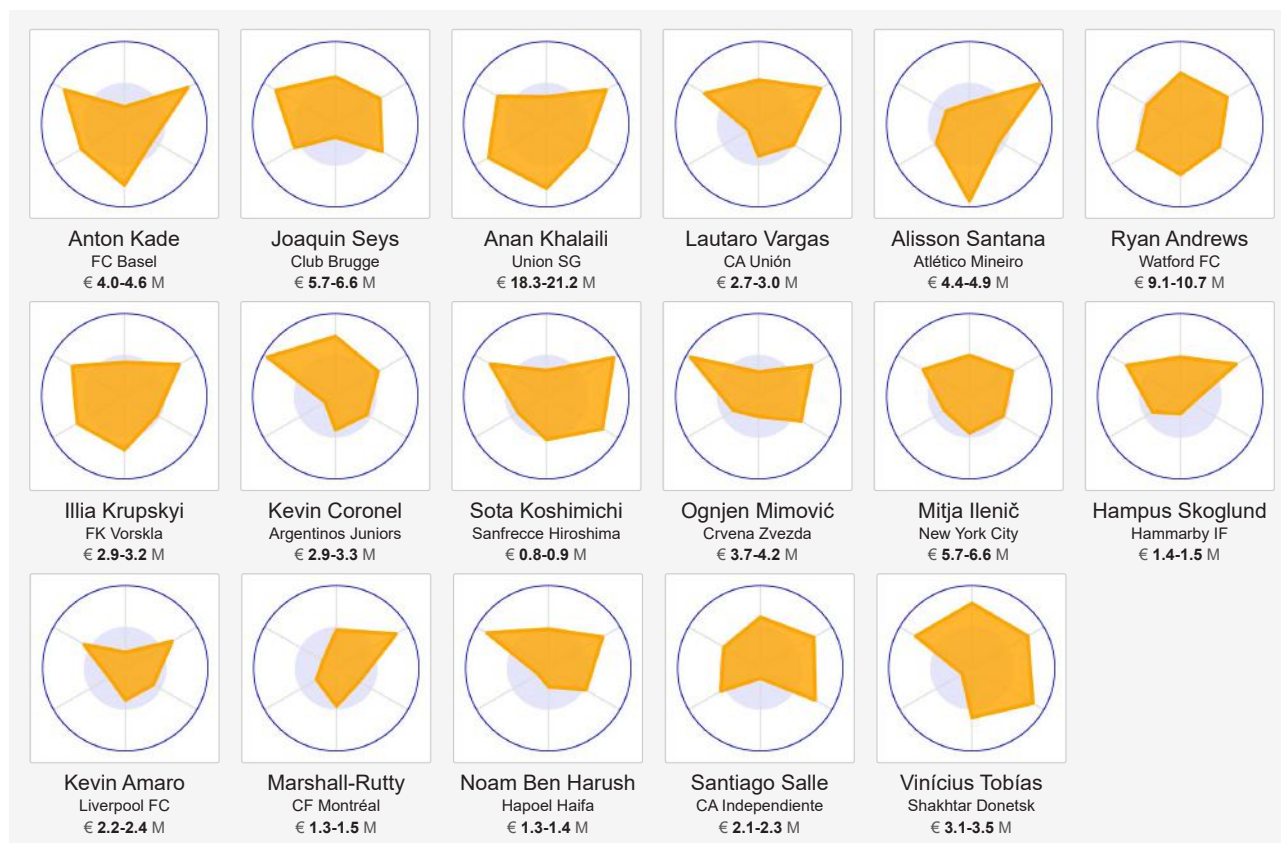 Anton Kade
FC Basel
€ 4.0-4.6 M
Joaquin Seys
Club Brugge
€ 5.7-6.6 M
Anan Khalaili
Union SG
€ 18.3-21.2 M
Lautaro Vargas
CA Unión
€ 2.7-3.0 M
Alisson Santana
Atlético Mineiro
€ 4.4-4.9 M
Ryan Andrews
Watford FC
€ 9.1-10.7 M
Illia Krupskyi
FK Vorskla
€ 2.9-3.2 M
Kevin Coronel
Argentinos Juniors
€ 2.9-3.3 M
Sota Koshimichi
Sanfrecce Hiroshima
€ 0.8-0.9 M
Ognjen Mimović
Crvena Zvezda
€ 3.7-4.2 M
Mitja Ilenič
New York City
€ 5.7-6.6 M
Hampus Skoglund
Hammarby IF
€ 1.4-1.5 M
Kevin Amaro
Liverpool FC
€ 2.2-2.4 M
Marshall-Rutty
CF Montréal
€ 1.3-1.5 M
Noam Ben Harush
Hapoel Haifa
€ 1.3-1.4 M
Santiago Salle
CA Independiente
€ 2.1-2.3 M
Vinícius Tobías
Shakhtar Donetsk
€ 3.1-3.5 M